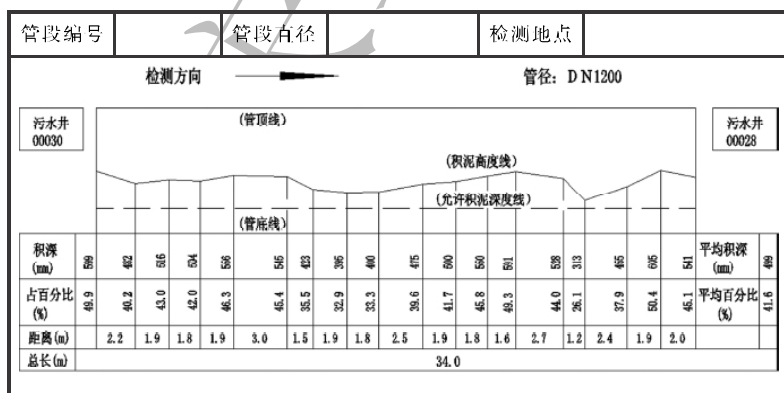 管段编号
管段直径
检测地点
检测方向
管径：DN1200
污水井
00030
(管顶线)
污水井
00028
(积泥高度线)
(允许积泥深度线)
(管底线)
积深
(mm)
599 482 516 504 556 545 423 395 400 475 500 550 591 528 313 455 605 541
平均积深
(mm)
499
占百分比
(%)
49.9 40.2 43.0 42.0 46.3 45.4 35.5 32.9 33.3 39.6 41.7 45.8 49.3 44.0 26.1 37.9 50.4 45.1
平均百分比
(%)
41.6
距离(m) 2.2 1.9 1.8 1.9 3.0 1.5 1.9 1.8 2.5 1.9 1.8 1.6 2.7 1.2 2.4 1.9 2.0
总长(m) 34.0